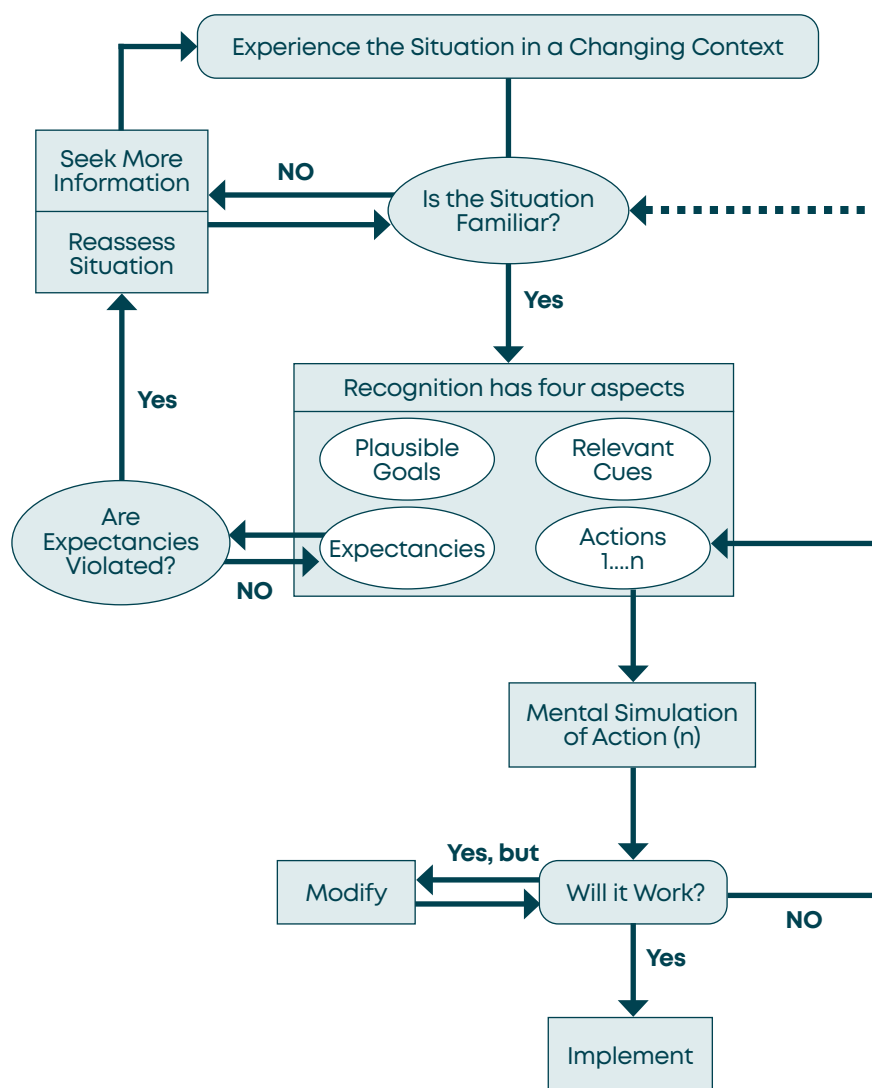 Experience the Situation in a Changing Context
Seek More
Information
NO
Is the Situation
Familiar?
Reassess
Situation
Yes
Yes
Recognition has four aspects
Plausible
Goals
Relevant
Cues
Are
Expectancies
Violated?
Expectancies
Actions
1....n
NO
Mental Simulation
of Action (n)
Yes, but
Modify
Will it Work?
NO
Yes
Implement